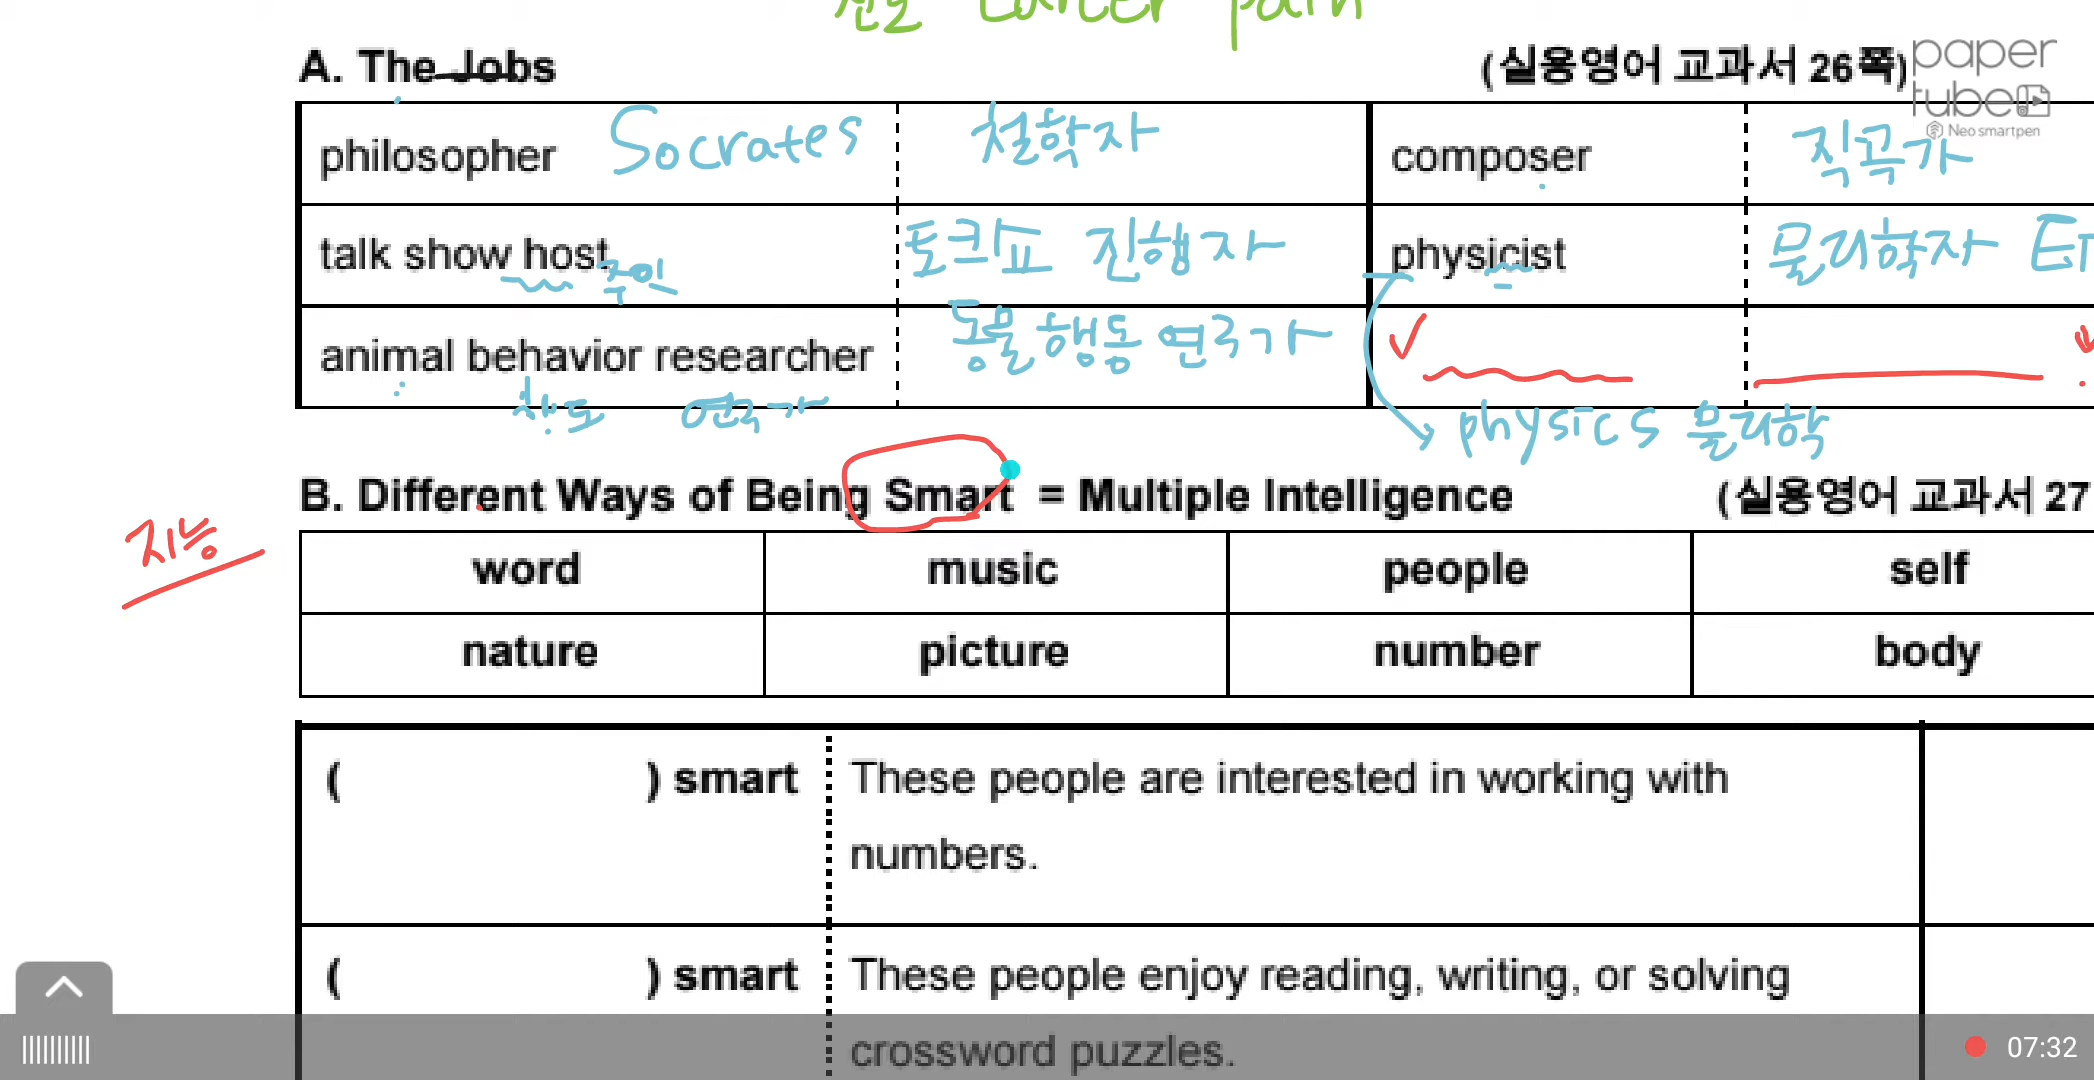 진로 Career path
A. The Jobs (실용영어 교과서 26쪽)
paper
tube
Neo smartpen
philosopher Socrates 철학자 composer 작곡가
talk show host 주인 토크쇼 진행자 physicist 물리학자
animal behavior researcher 동물 행동 연구가
행도 연구가 physics 물리학
B. Different Ways of Being Smart = Multiple Intelligence (실용영어 교과서 27
지능
word music people self
nature picture number body
( ) smart These people are interested in working with
numbers.
( ) smart These people enjoy reading, writing, or solving
crossword puzzles.
07:32